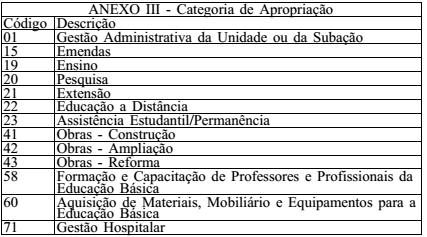 ANEXO III - Categoria de Apropriação
Código Descrição
01 Gestão Administrativa da Unidade ou da Subação
15 Emendas
19 Ensino
20 Pesquisa
21 Extensão
22 Educação a Distância
23 Assistência Estudantil/Permanência
41 Obras - Construção
42 Obras - Ampliação
43 Obras - Reforma
58 Formação e Capacitação de Professores e Profissionais da
Educação Básica
60 Aquisição de Materiais, Mobiliário e Equipamentos para a
Educação Básica
71 Gestão Hospitalar